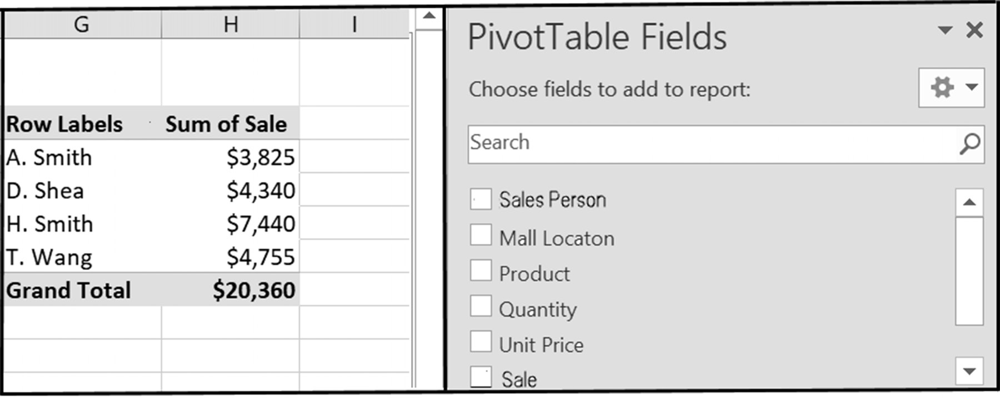 G H I
Row Labels Sum of Sale
A. Smith $3,825
D. Shea $4,340
H. Smith $7,440
T. Wang $4,755
Grand Total $20,360
PivotTable Fields
Choose fields to add to report:
Search
Sales Person
Mall Locaton
Product
Quantity
Unit Price
Sale